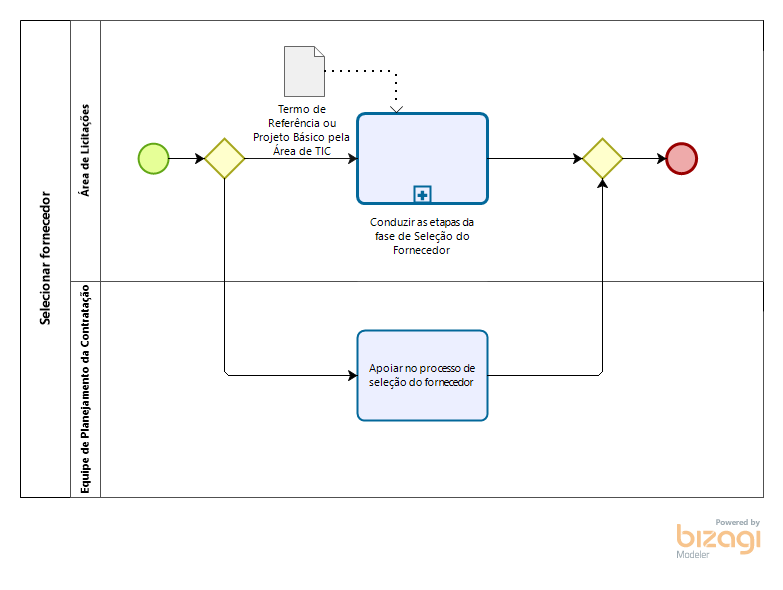 Selecionar fornecedor
Área de Licitações
Termo de
Referência ou
Projeto Básico pela
Área de TIC
Conduzir as etapas da
fase de Seleção do
Fornecedor
Equipe de Planejamento da Contratação
Apoiar no processo de
seleção do fornecedor
Powered by
bizagi
Modeler